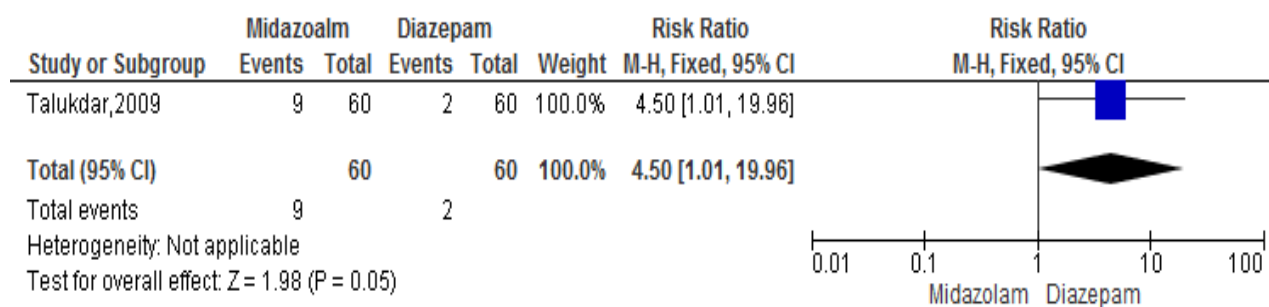 Midazoalm Diazepam Risk Ratio Risk Ratio
Study or Subgroup Events Total Events Total Weight M-H, Fixed, 95% CI M-H, Fixed, 95% CI
Talukdar,2009 9 60 2 60 100.0% 4.50 [1.01, 19.96]
Total (95% CI) 60 60 100.0% 4.50 [1.01, 19.96]
Total events 9 2
Heterogeneity: Not applicable
Test for overall effect: Z = 1.98 (P = 0.05)
0.01 0.1 1 10 100
Midazolam Diazepam